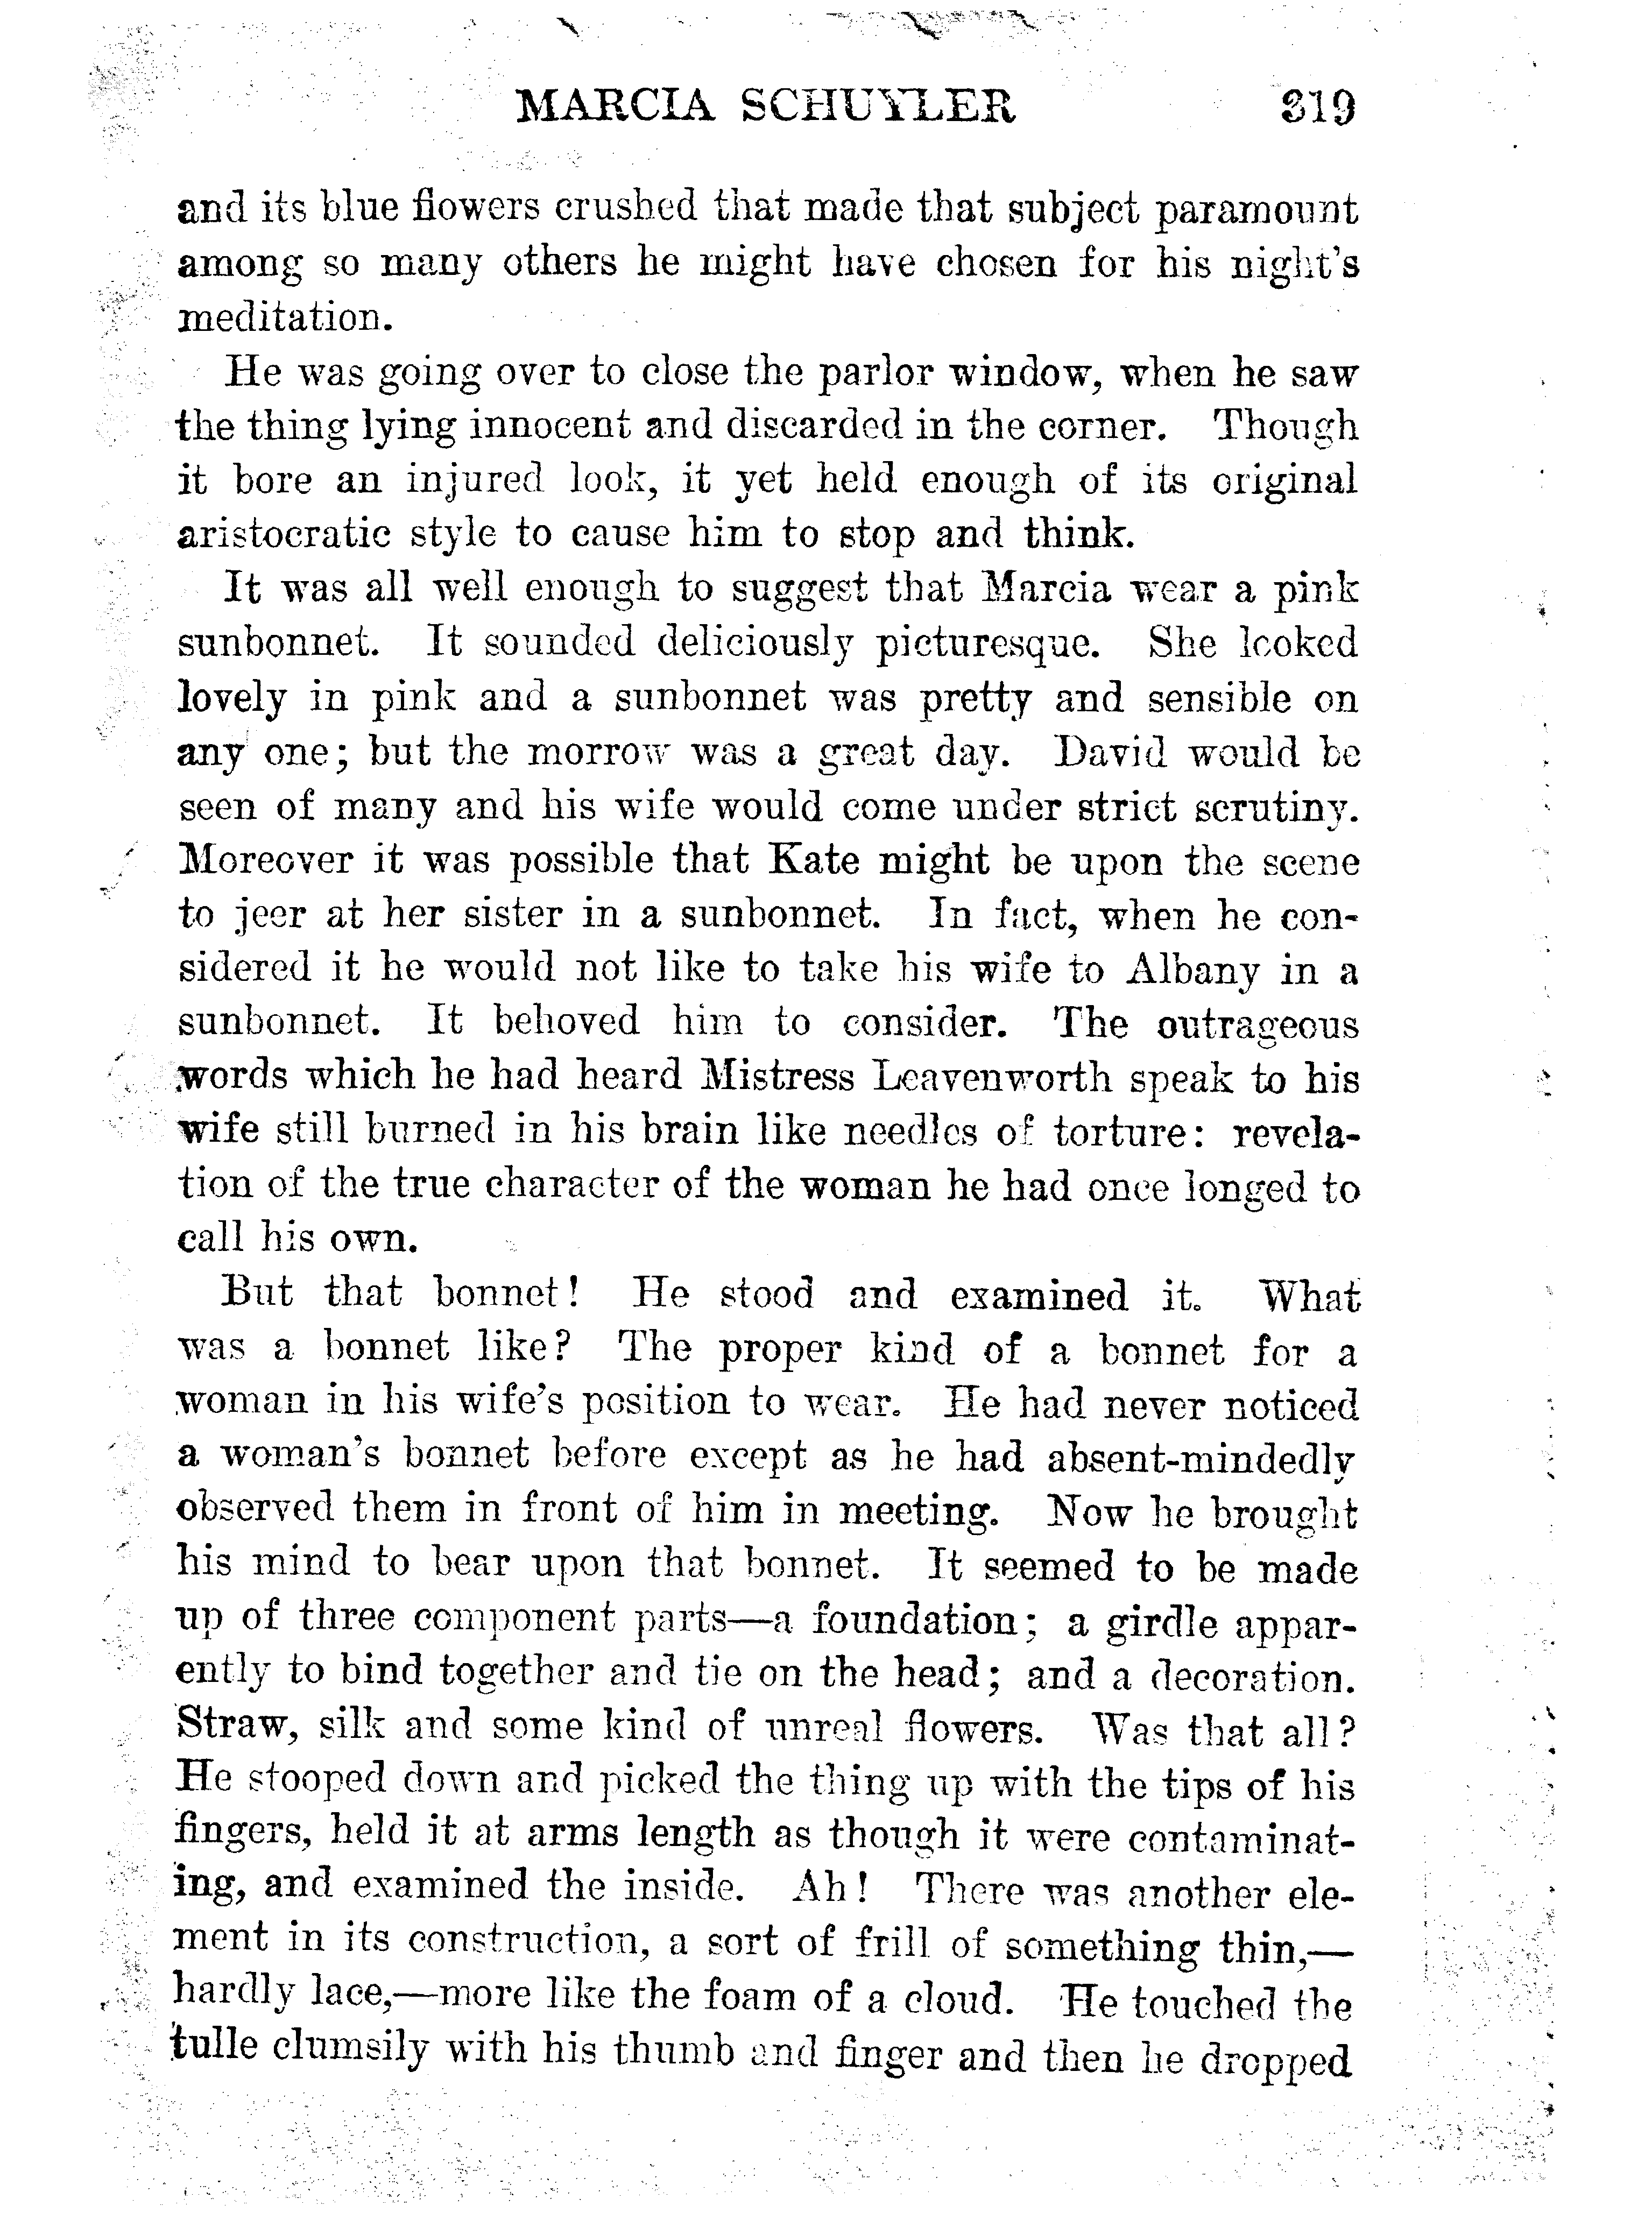 MARCIA SCHUYLER 319
and its blue flowers crushed that made that subject paramount
among so many others he might have chosen for his night's
meditation.
He was going over to close the parlor window, when he saw
the thing lying innocent and discarded in the corner. Though
it bore an injured look, it yet held enough of its original
aristocratic style to cause him to stop and think.
It was all well enough to suggest that Marcia wear a pink
sunbonnet. It sounded deliciously picturesque. She looked
lovely in pink and a sunbonnet was pretty and sensible on
any one; but the morrow was a great day. David would be
seen of many and his wife would come under strict scrutiny.
Moreover it was possible that Kate might be upon the scene
to jeer at her sister in a sunbonnet. In fact, when he con-
sidered it he would not like to take his wife to Albany in a
sunbonnet. It behoved him to consider. The outrageous
words which he had heard Mistress Leavenworth speak to his
wife still burned in his brain like needles of torture: revela-
tion of the true character of the woman he had once longed to
call his own.
But that bonnet! He stood and examined it. What
was a bonnet like? The proper kind of a bonnet for a
woman in his wife's position to wear. He had never noticed
a woman's bonnet before except as he had absent-mindedly
observed them in front of him in meeting. Now he brought
his mind to bear upon that bonnet. It seemed to be made
up of three component parts—a foundation; a girdle appar-
ently to bind together and tie on the head; and a decoration.
Straw, silk and some kind of unreal flowers. Was that all?
He stooped down and picked the thing up with the tips of his
fingers, held it at arms length as though it were contaminat-
ing, and examined the inside. Ah! There was another ele-
ment in its construction, a sort of frill of something thin,—
hardly lace,—more like the foam of a cloud. He touched the
tulle clumsily with his thumb and finger and then he dropped